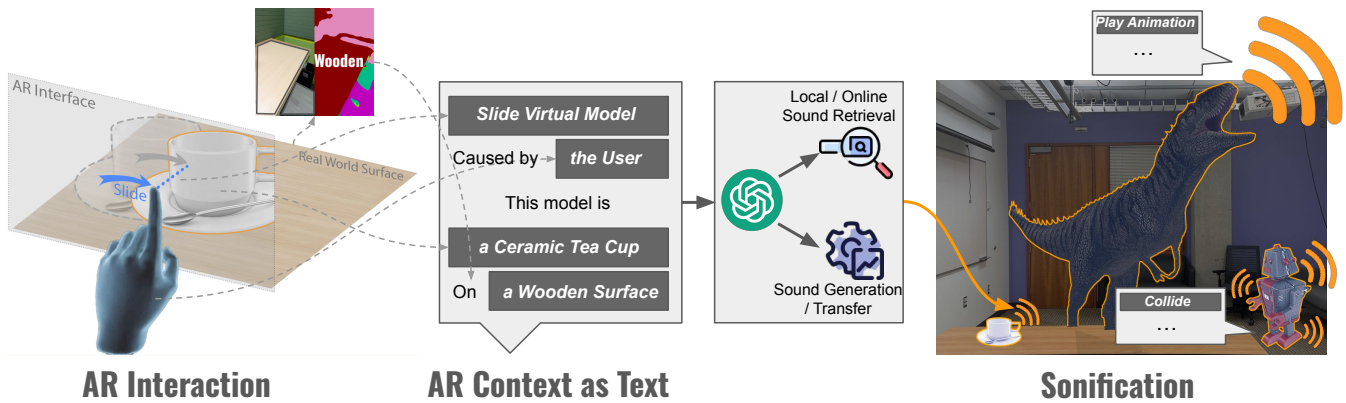 AR Interface
Slide
Real World Surface
Wooden
AR Interaction
Slide Virtual Model
Caused by
the User
This model is
a Ceramic Tea Cup
On
a Wooden Surface
AR Context as Text
Local / Online
Sound Retrieval
Sound Generation
/ Transfer
Play Animation
...
Collide
...
Sonification